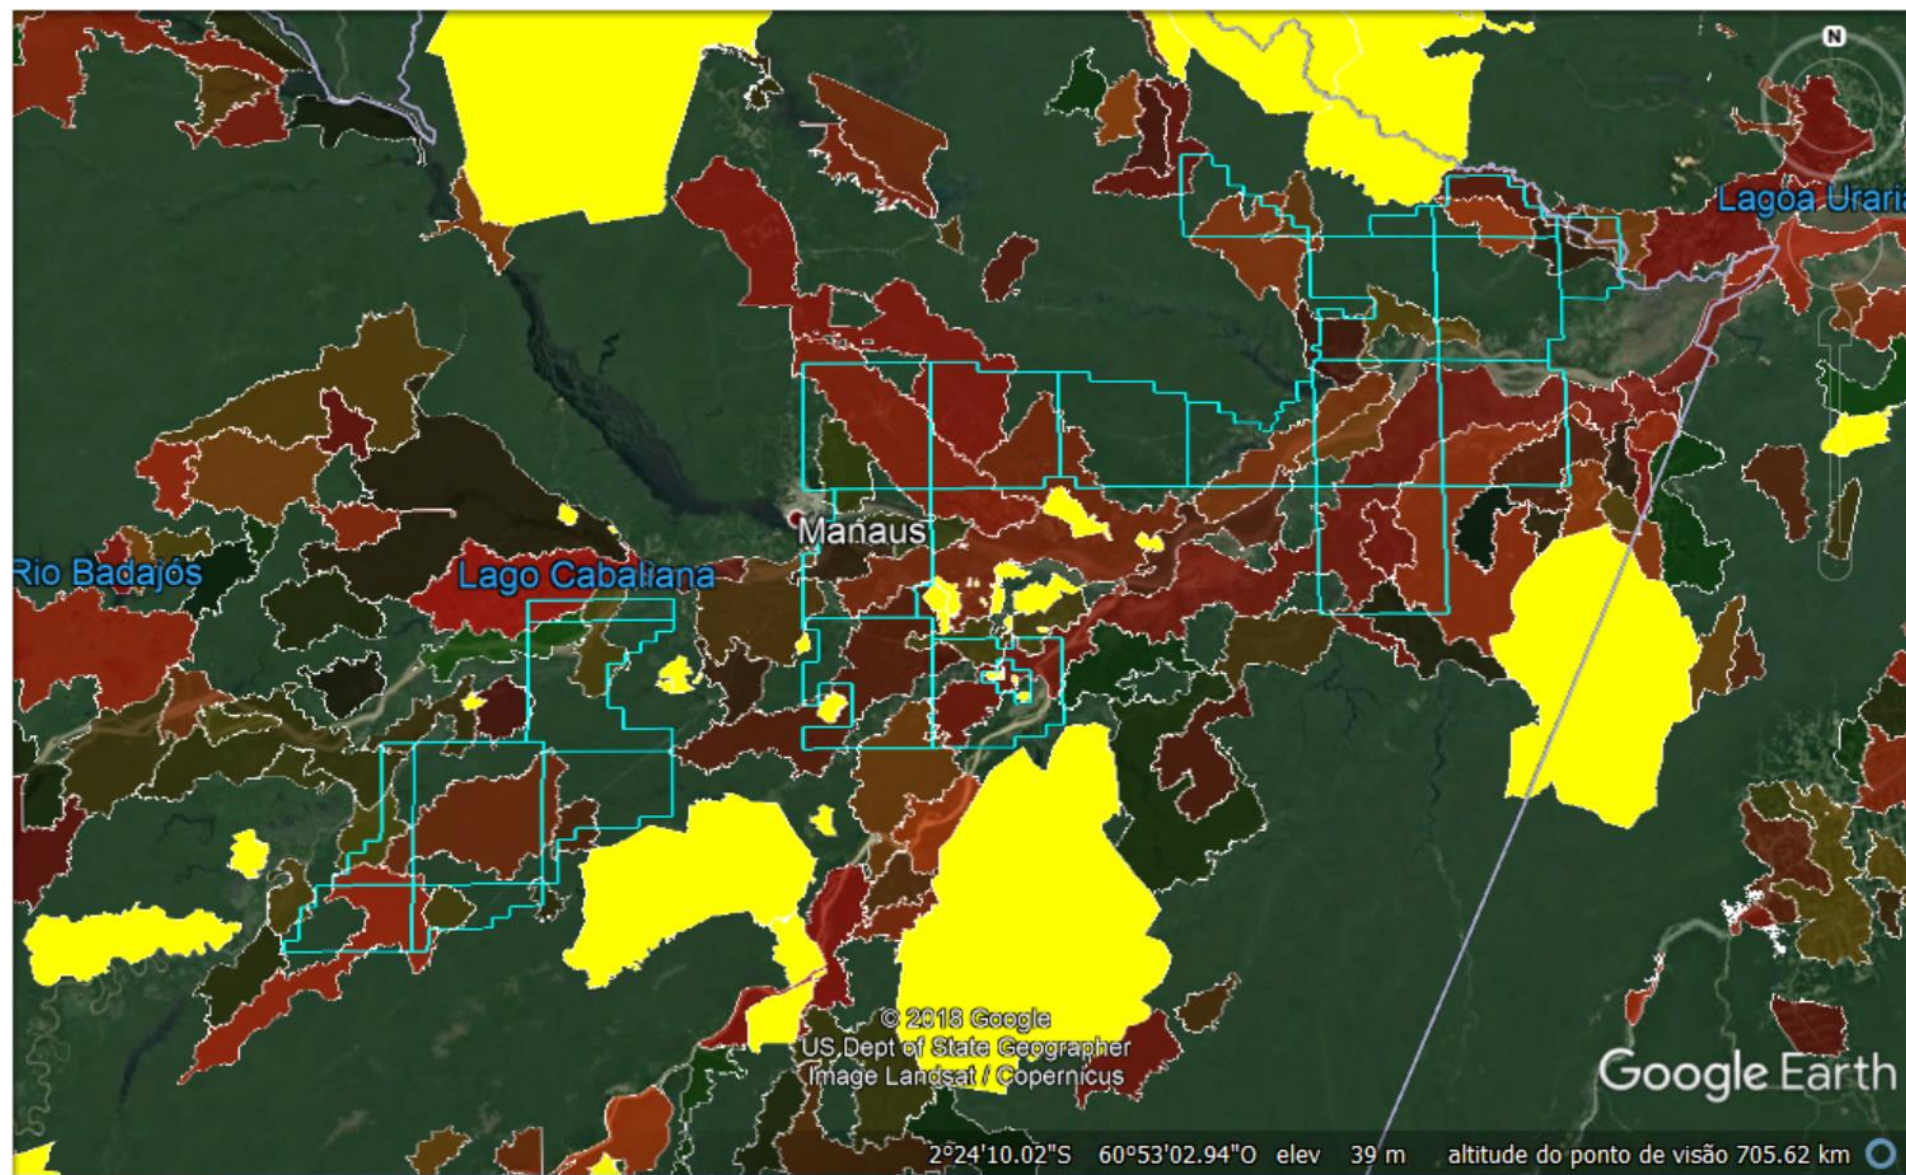 N
Lagoa Uraria
Manaus
Rio Badajós
Lago Cabaliana
© 2018 Google
US Dept of State Geographer
Image Landsat / Copernicus
Google Earth
2°24'10.02"S 60°53'02.94"O elev 39 m altitude do ponto de visão 705.62 km